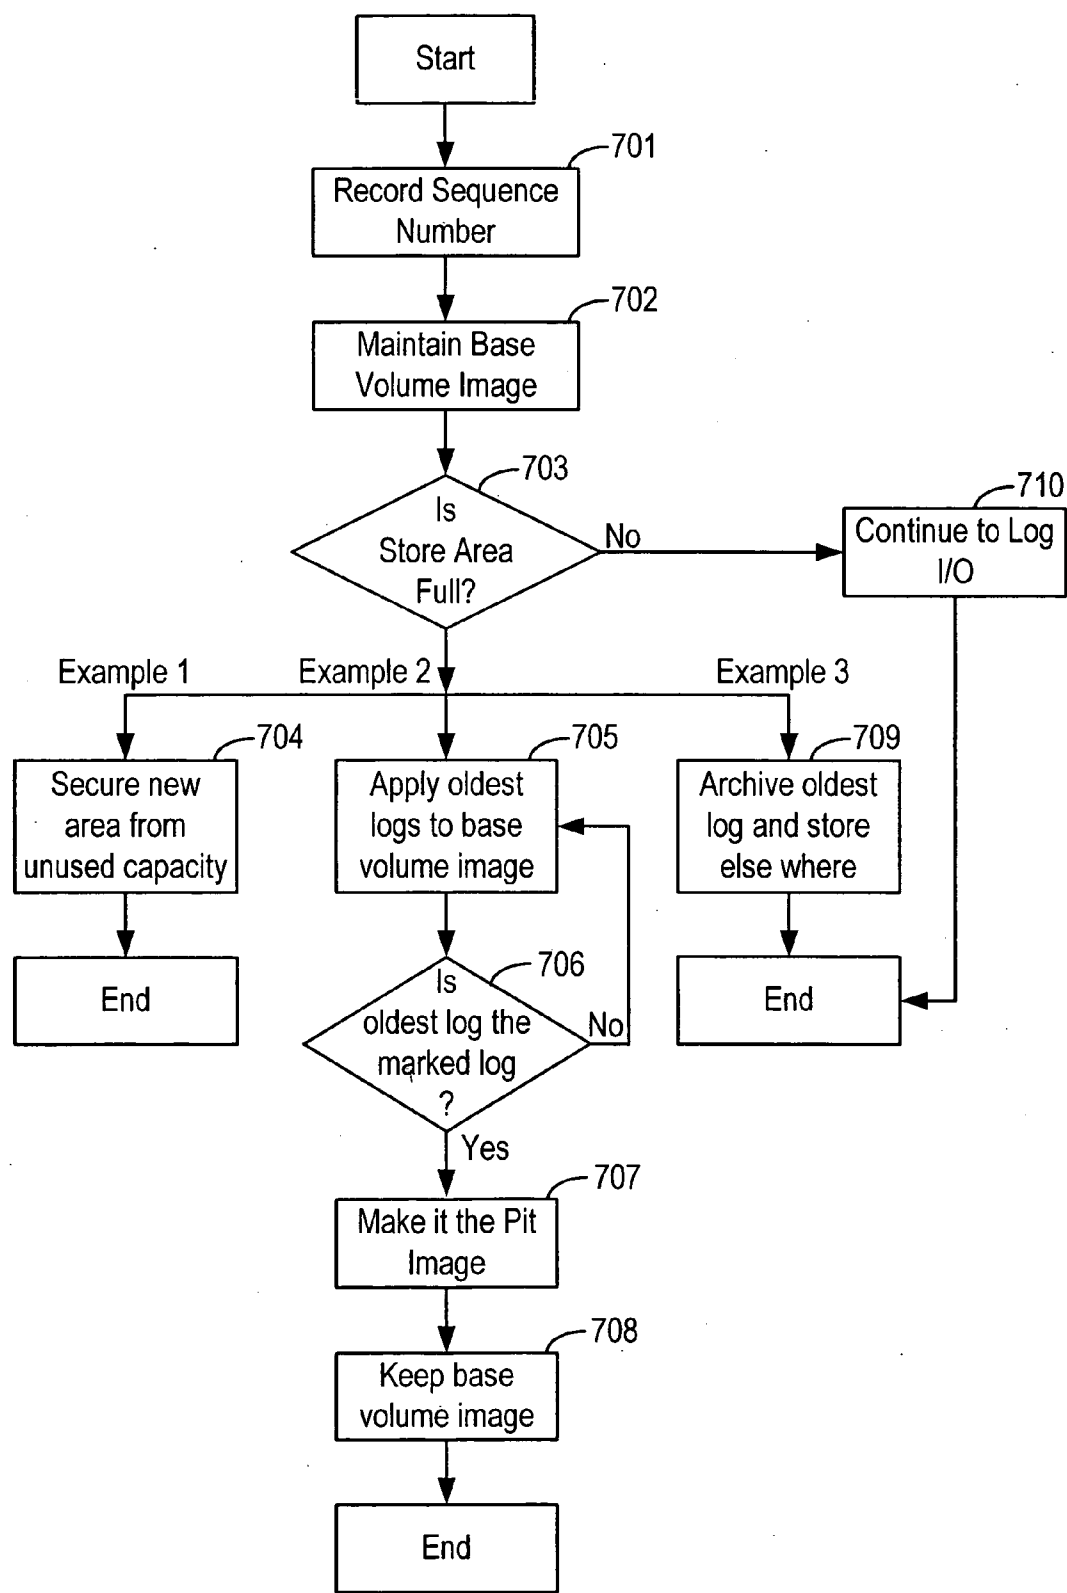 Start
701
Record Sequence
Number
702
Maintain Base
Volume Image
703
Is
Store Area
Full?
No
710
Continue to Log
I/O
Example 1
Example 2
Example 3
704
Secure new
area from
unused capacity
705
Apply oldest
logs to base
volume image
709
Archive oldest
log and store
else where
End
706
Is
oldest log the
marked log
?
No
End
Yes
707
Make it the Pit
Image
708
Keep base
volume image
End